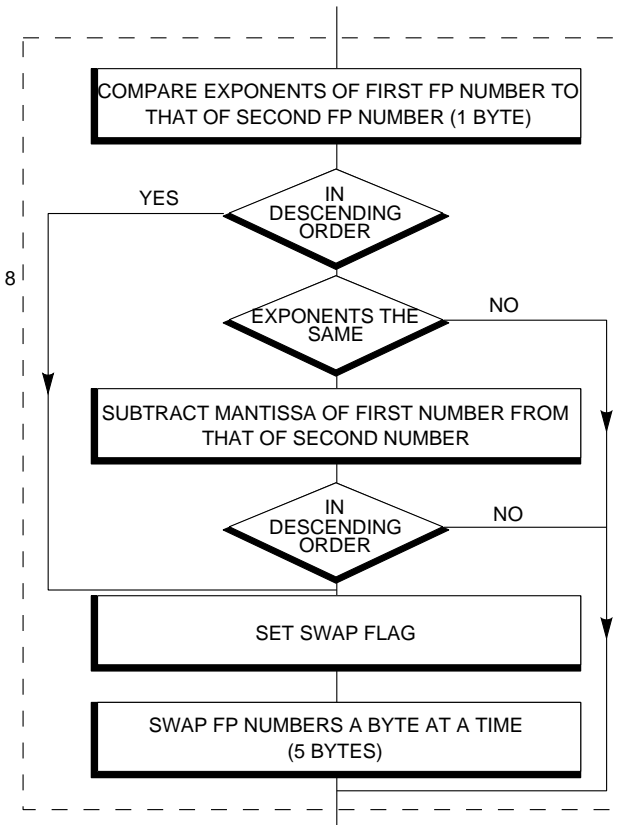 COMPARE EXPONENTS OF FIRST FP NUMBER TO
THAT OF SECOND FP NUMBER (1 BYTE)
YES
IN
DESCENDING
ORDER
8
EXPONENTS THE
SAME
NO
SUBTRACT MANTISSA OF FIRST NUMBER FROM
THAT OF SECOND NUMBER
IN
DESCENDING
ORDER
NO
SET SWAP FLAG
SWAP FP NUMBERS A BYTE AT A TIME
(5 BYTES)